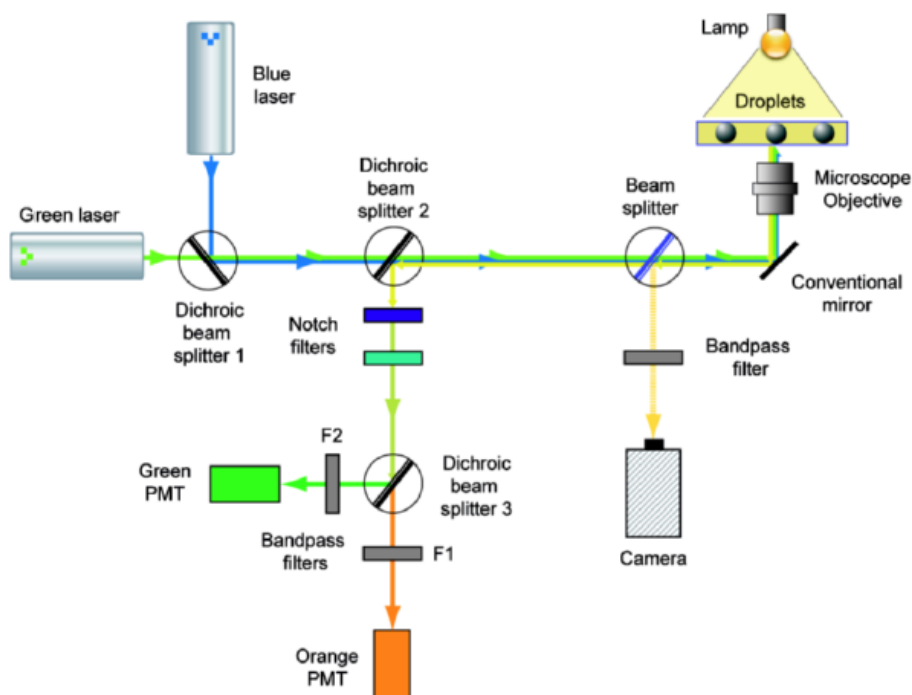 Lamp
Blue
laser
Droplets
Dichroic
beam
splitter 2
Beam
splitter
Microscope
Objective
Green laser
Conventional
mirror
Dichroic
beam
splitter 1
Notch
filters
Bandpass
filter
F2
Green
PMT
Dichroic
beam
splitter 3
Bandpass
filters
F1
Camera
Orange
PMT